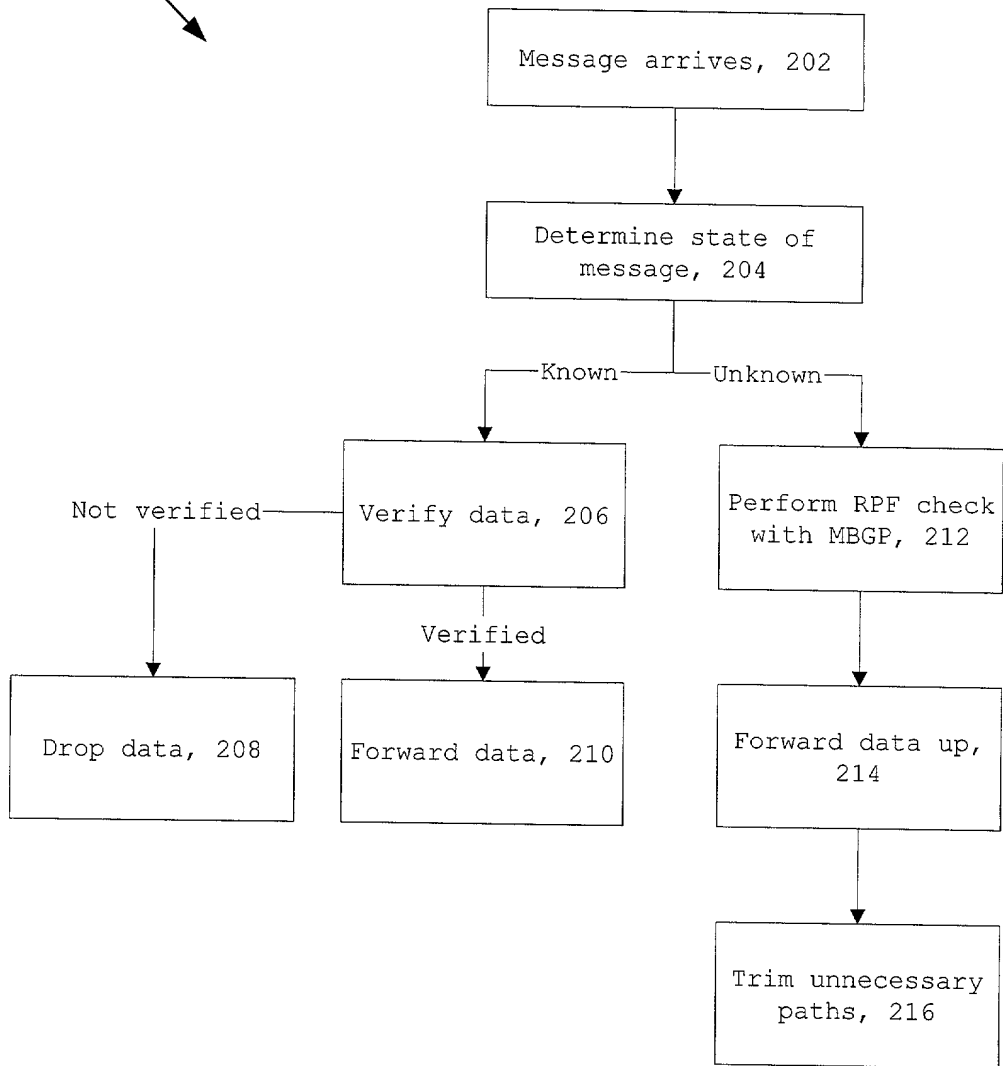 Message arrives, 202
Determine state of
message, 204
Known
Unknown
Not verified
Verify data, 206
Perform RPF check
with MBGP, 212
Verified
Drop data, 208
Forward data, 210
Forward data up,
214
Trim unnecessary
paths, 216